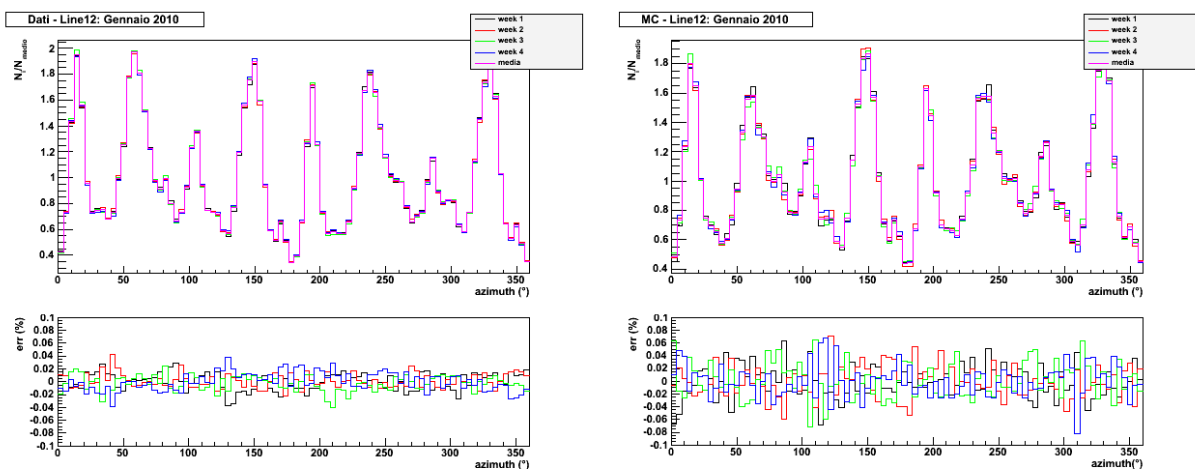 Dati - Line12: Gennaio 2010
week 1
week 2
week 3
week 4
media
N_i/N_medio
2
1.8
1.6
1.4
1.2
1
0.8
0.6
0.4
0 50 100 150 200 250 300 350
azimuth (°)
err (%)
0.1
0.08
0.06
0.04
0.02
0
-0.02
-0.04
-0.06
-0.08
-0.1
0 50 100 150 200 250 300 350
azimuth(°)
MC - Line12: Gennaio 2010
week 1
week 2
week 3
week 4
media
N_i/N_medio
1.8
1.6
1.4
1.2
1
0.8
0.6
0.4
0 50 100 150 200 250 300 350
azimuth (°)
err (%)
0.1
0.08
0.06
0.04
0.02
0
-0.02
-0.04
-0.06
-0.08
-0.1
0 50 100 150 200 250 300 350
azimuth(°)